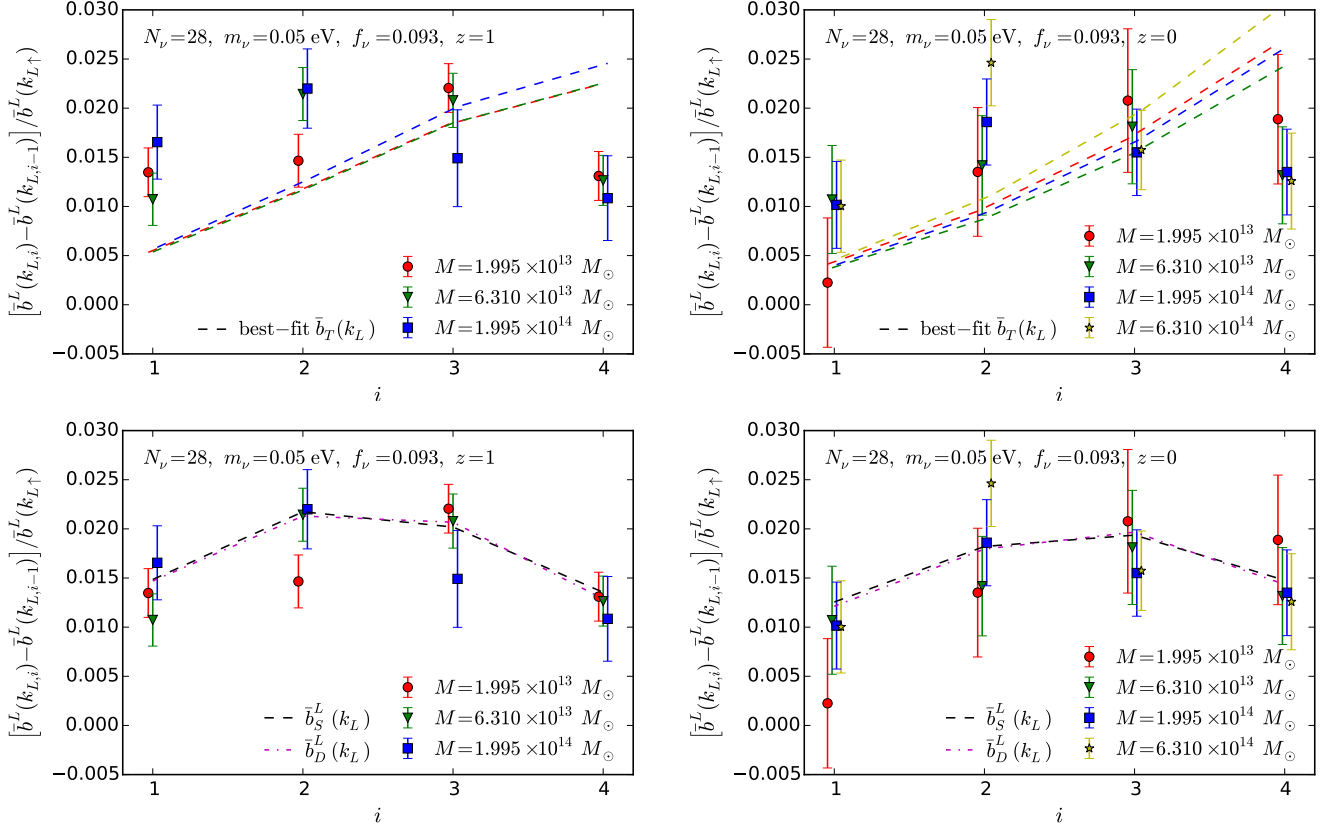 [b̄^L(k_{L,i})−b̄^L(k_{L,i−1})]/b̄^L(k_{L↑})
0.030
0.025
0.020
0.015
0.010
0.005
0.000
−0.005
N_ν=28, m_ν=0.05 eV, f_ν=0.093, z=1
M=1.995×10^13 M_⊙
M=6.310×10^13 M_⊙
best−fit b̄_T(k_L)
M=1.995×10^14 M_⊙
1 2 3 4
i
[b̄^L(k_{L,i})−b̄^L(k_{L,i−1})]/b̄^L(k_{L↑})
0.030
0.025
0.020
0.015
0.010
0.005
0.000
−0.005
N_ν=28, m_ν=0.05 eV, f_ν=0.093, z=0
M=1.995×10^13 M_⊙
M=6.310×10^13 M_⊙
M=1.995×10^14 M_⊙
best−fit b̄_T(k_L)
M=6.310×10^14 M_⊙
1 2 3 4
i
[b̄^L(k_{L,i})−b̄^L(k_{L,i−1})]/b̄^L(k_{L↑})
0.030
0.025
0.020
0.015
0.010
0.005
0.000
−0.005
N_ν=28, m_ν=0.05 eV, f_ν=0.093, z=1
M=1.995×10^13 M_⊙
b̄_S^L(k_L)
M=6.310×10^13 M_⊙
b̄_D^L(k_L)
M=1.995×10^14 M_⊙
1 2 3 4
i
[b̄^L(k_{L,i})−b̄^L(k_{L,i−1})]/b̄^L(k_{L↑})
0.030
0.025
0.020
0.015
0.010
0.005
0.000
−0.005
N_ν=28, m_ν=0.05 eV, f_ν=0.093, z=0
M=1.995×10^13 M_⊙
M=6.310×10^13 M_⊙
b̄_S^L(k_L)
M=1.995×10^14 M_⊙
b̄_D^L(k_L)
M=6.310×10^14 M_⊙
1 2 3 4
i